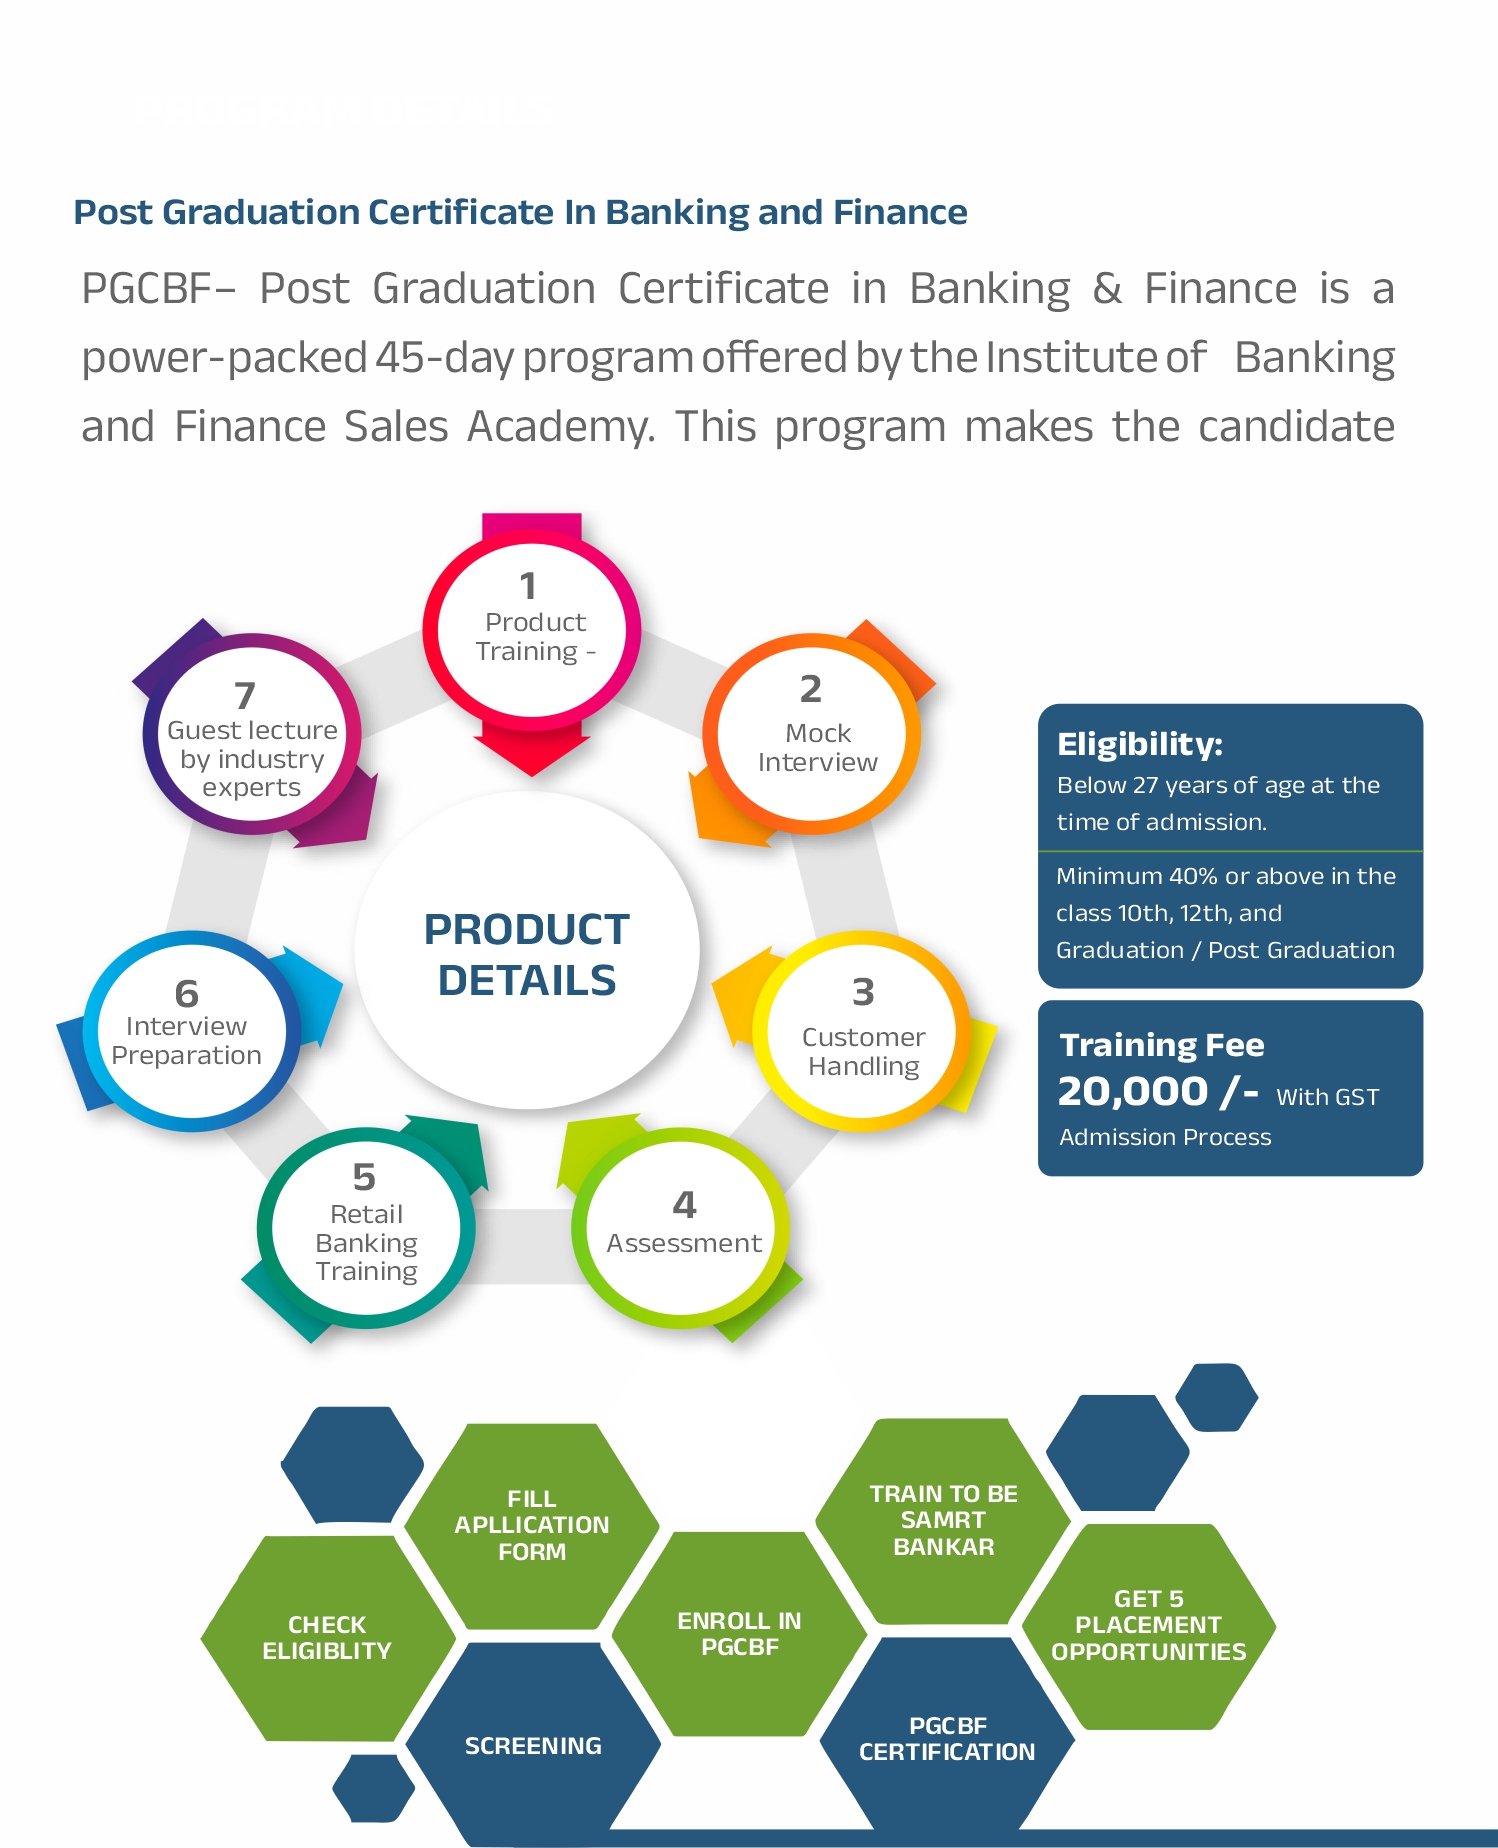 PROGRAM DETAILS
Post Graduation Certificate In Banking and Finance
PGCBF– Post Graduation Certificate in Banking & Finance is a
power-packed 45-day program offered by the Institute of Banking
and Finance Sales Academy. This program makes the candidate
1
Product
Training -
2
Mock
Interview
3
Customer
Handling
4
Assessment
5
Retail
Banking
Training
6
Interview
Preparation
7
Guest lecture
by industry
experts
PRODUCT
DETAILS
Eligibility:
Below 27 years of age at the
time of admission.
Minimum 40% or above in the
class 10th, 12th, and
Graduation / Post Graduation
Training Fee
20,000 /- With GST
Admission Process
CHECK
ELIGIBLITY
FILL
APLLICATION
FORM
SCREENING
ENROLL IN
PGCBF
TRAIN TO BE
SAMRT
BANKAR
PGCBF
CERTIFICATION
GET 5
PLACEMENT
OPPORTUNITIES